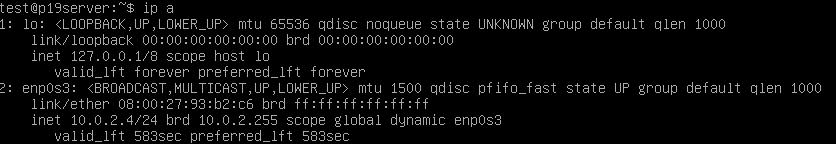 test@p19server:~$ ip a
1: lo: <LOOPBACK,UP,LOWER_UP> mtu 65536 qdisc noqueue state UNKNOWN group default qlen 1000
    link/loopback 00:00:00:00:00:00 brd 00:00:00:00:00:00
    inet 127.0.0.1/8 scope host lo
       valid_lft forever preferred_lft forever
2: enp0s3: <BROADCAST,MULTICAST,UP,LOWER_UP> mtu 1500 qdisc pfifo_fast state UP group default qlen 1000
    link/ether 08:00:27:93:b2:c6 brd ff:ff:ff:ff:ff:ff
    inet 10.0.2.4/24 brd 10.0.2.255 scope global dynamic enp0s3
       valid_lft 583sec preferred_lft 583sec